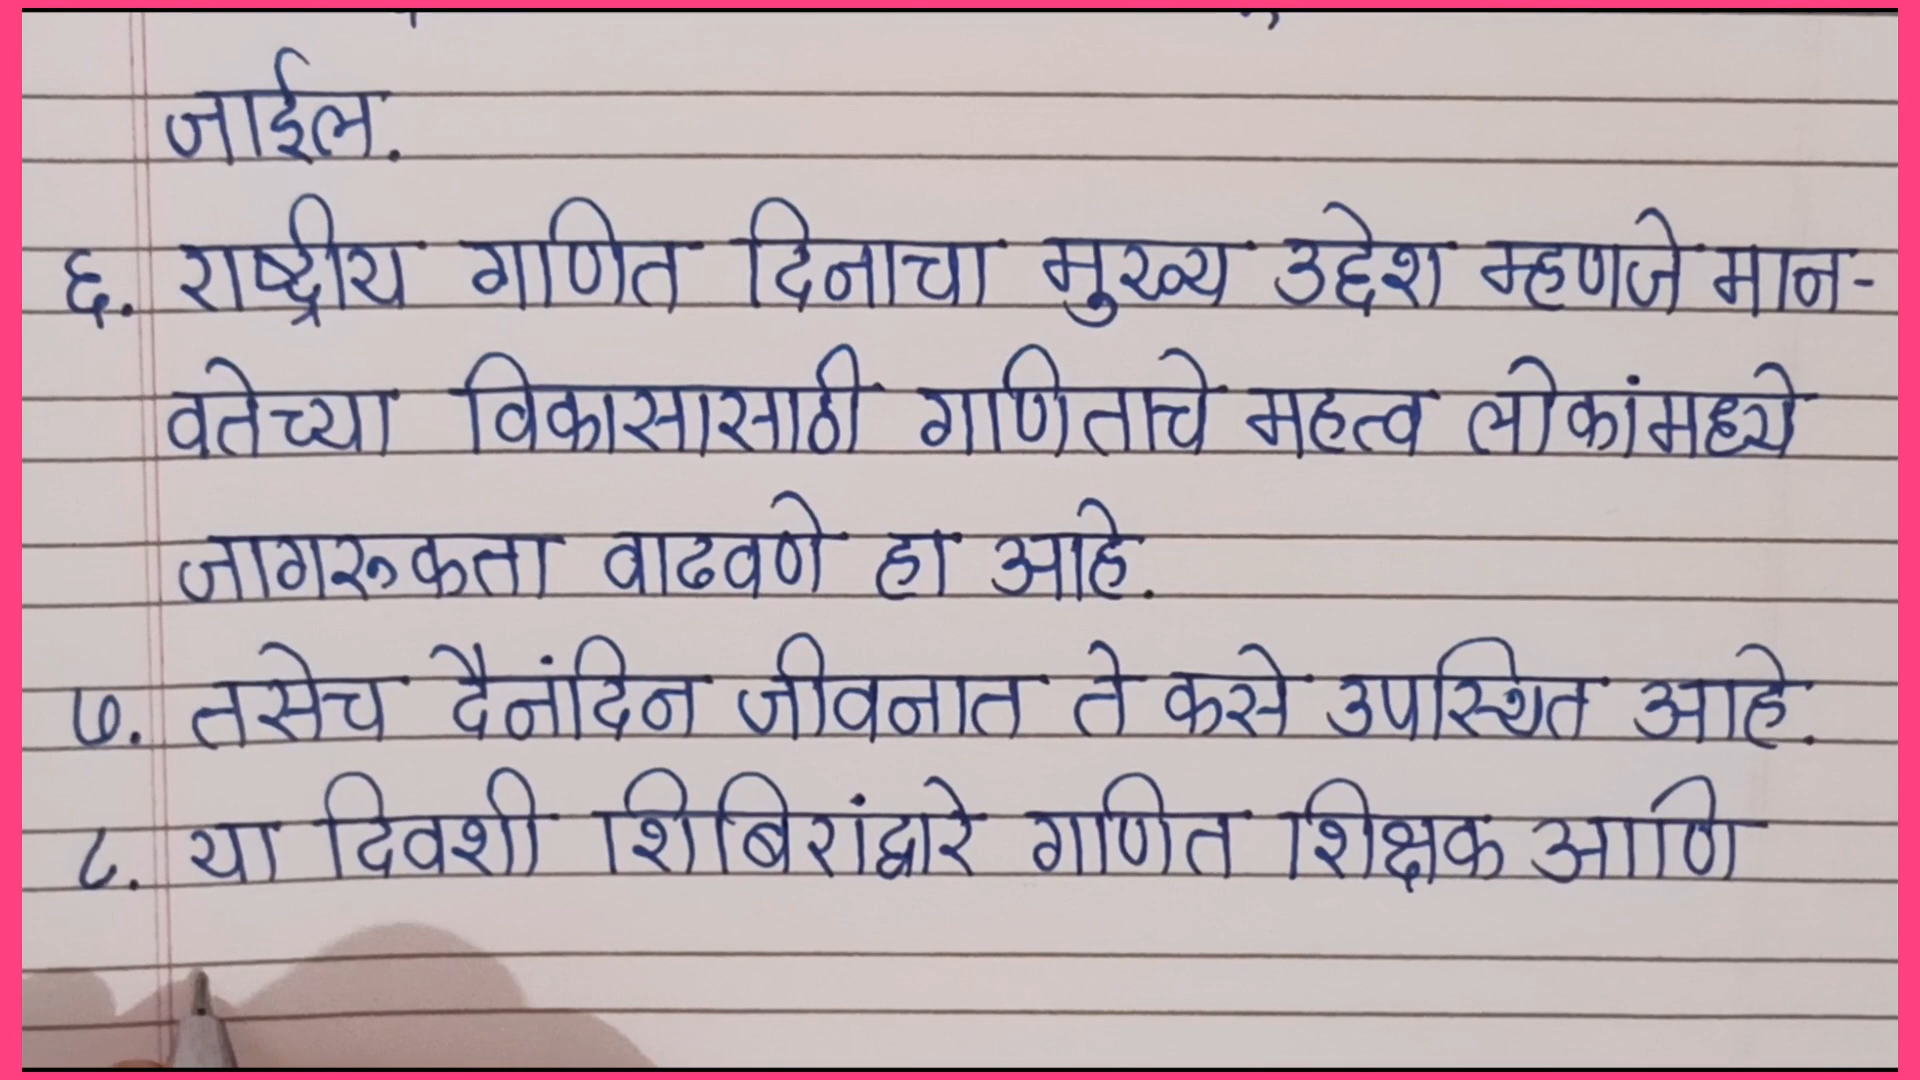 जाईल.
६. राष्ट्रीय गणित दिनाचा मुख्य उद्देश म्हणजे मान-
वतेच्या विकासासाठी गणिताचे महत्व लोकांमध्ये
जागरूकता वाढवणे हा आहे.
७. तसेच दैनंदिन जीवनात ते कसे उपस्थित आहे.
८. या दिवशी शिबिरांद्वारे गणित शिक्षक आणि